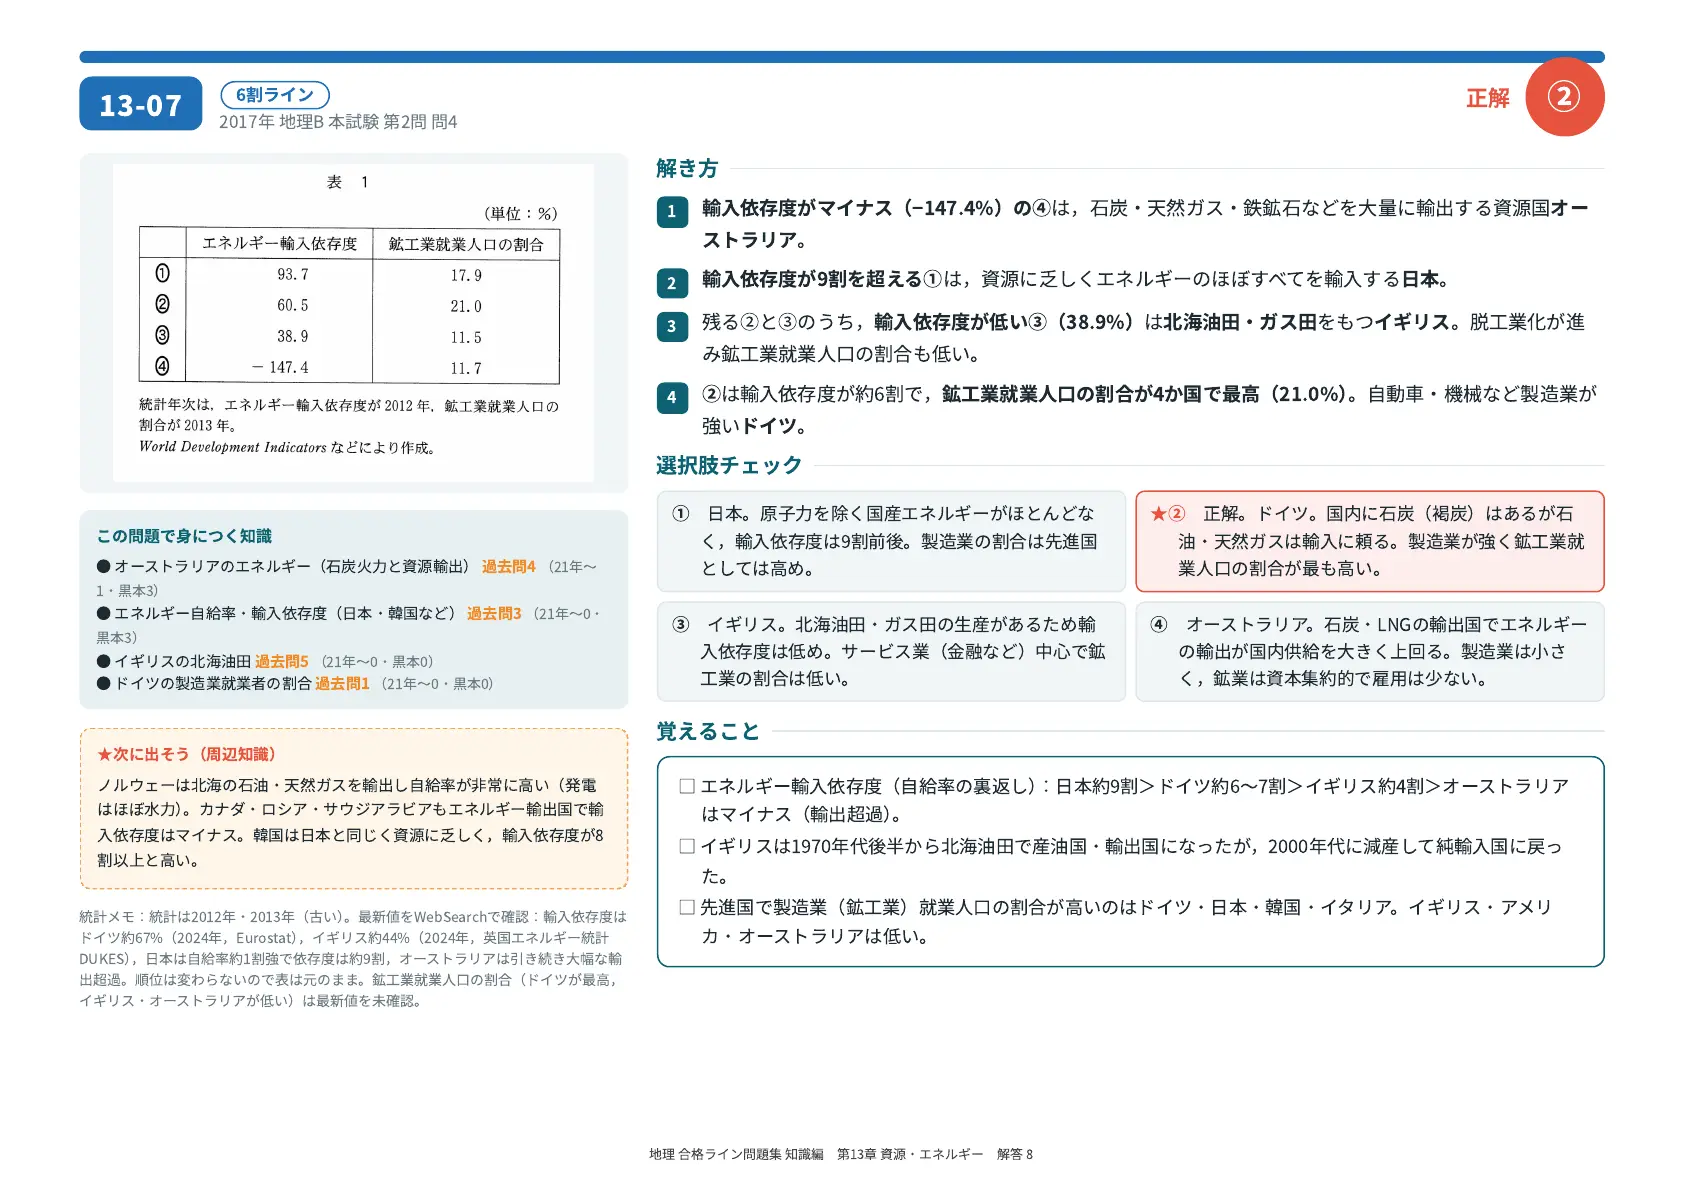 13-07
6割ライン
2017年 地理B 本試験 第2問 問4
正解 ②
表 1
（単位：％）
エネルギー輸入依存度 鉱工業就業人口の割合
① 93.7 17.9
② 60.5 21.0
③ 38.9 11.5
④ －147.4 11.7
統計年次は，エネルギー輸入依存度が 2012 年，鉱工業就業人口の
割合が 2013 年。
World Development Indicators などにより作成。
この問題で身につく知識
● オーストラリアのエネルギー（石炭火力と資源輸出） 過去問4 （21年〜
1・黒本3）
● エネルギー自給率・輸入依存度（日本・韓国など） 過去問3 （21年〜0・
黒本3）
● イギリスの北海油田 過去問5 （21年〜0・黒本0）
● ドイツの製造業就業者の割合 過去問1 （21年〜0・黒本0）
★次に出そう（周辺知識）
ノルウェーは北海の石油・天然ガスを輸出し自給率が非常に高い（発電
はほぼ水力）。カナダ・ロシア・サウジアラビアもエネルギー輸出国で輸
入依存度はマイナス。韓国は日本と同じく資源に乏しく，輸入依存度が8
割以上と高い。
統計メモ：統計は2012年・2013年（古い）。最新値をWebSearchで確認：輸入依存度は
ドイツ約67%（2024年，Eurostat），イギリス約44%（2024年，英国エネルギー統計
DUKES），日本は自給率約1割強で依存度は約9割，オーストラリアは引き続き大幅な輸
出超過。順位は変わらないので表は元のまま。鉱工業就業人口の割合（ドイツが最高，
イギリス・オーストラリアが低い）は最新値を未確認。
解き方
1 輸入依存度がマイナス（−147.4%）の④は，石炭・天然ガス・鉄鉱石などを大量に輸出する資源国オー
ストラリア。
2 輸入依存度が9割を超える①は，資源に乏しくエネルギーのほぼすべてを輸入する日本。
3 残る②と③のうち，輸入依存度が低い③（38.9%）は北海油田・ガス田をもつイギリス。脱工業化が進
み鉱工業就業人口の割合も低い。
4 ②は輸入依存度が約6割で，鉱工業就業人口の割合が4か国で最高（21.0%）。自動車・機械など製造業が
強いドイツ。
選択肢チェック
① 日本。原子力を除く国産エネルギーがほとんどな
く，輸入依存度は9割前後。製造業の割合は先進国
としては高め。
★② 正解。ドイツ。国内に石炭（褐炭）はあるが石
油・天然ガスは輸入に頼る。製造業が強く鉱工業就
業人口の割合が最も高い。
③ イギリス。北海油田・ガス田の生産があるため輸
入依存度は低め。サービス業（金融など）中心で鉱
工業の割合は低い。
④ オーストラリア。石炭・LNGの輸出国でエネルギー
の輸出が国内供給を大きく上回る。製造業は小さ
く，鉱業は資本集約的で雇用は少ない。
覚えること
□ エネルギー輸入依存度（自給率の裏返し）：日本約9割＞ドイツ約6〜7割＞イギリス約4割＞オーストラリア
はマイナス（輸出超過）。
□ イギリスは1970年代後半から北海油田で産油国・輸出国になったが，2000年代に減産して純輸入国に戻っ
た。
□ 先進国で製造業（鉱工業）就業人口の割合が高いのはドイツ・日本・韓国・イタリア。イギリス・アメリ
カ・オーストラリアは低い。
地理 合格ライン問題集 知識編 第13章 資源・エネルギー 解答 8